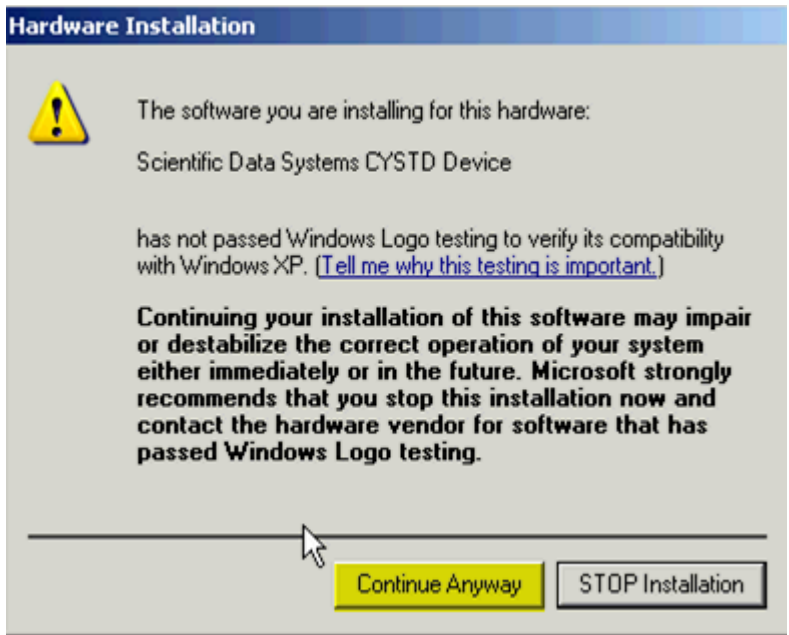 Hardware Installation
The software you are installing for this hardware:
Scientific Data Systems CYSTD Device
has not passed Windows Logo testing to verify its compatibility
with Windows XP. (Tell me why this testing is important.)
Continuing your installation of this software may impair
or destabilize the correct operation of your system
either immediately or in the future. Microsoft strongly
recommends that you stop this installation now and
contact the hardware vendor for software that has
passed Windows Logo testing.
Continue Anyway
STOP Installation